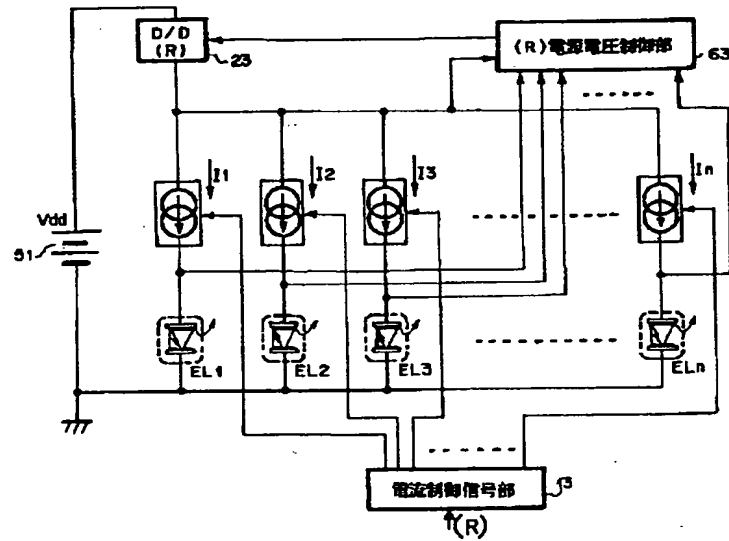 D/D
(R)
23
(R)電源電圧制御部
63
I1
I2
I3
In
Vdd
51
EL1
EL2
EL3
ELn
電流制御信号部
3
(R)